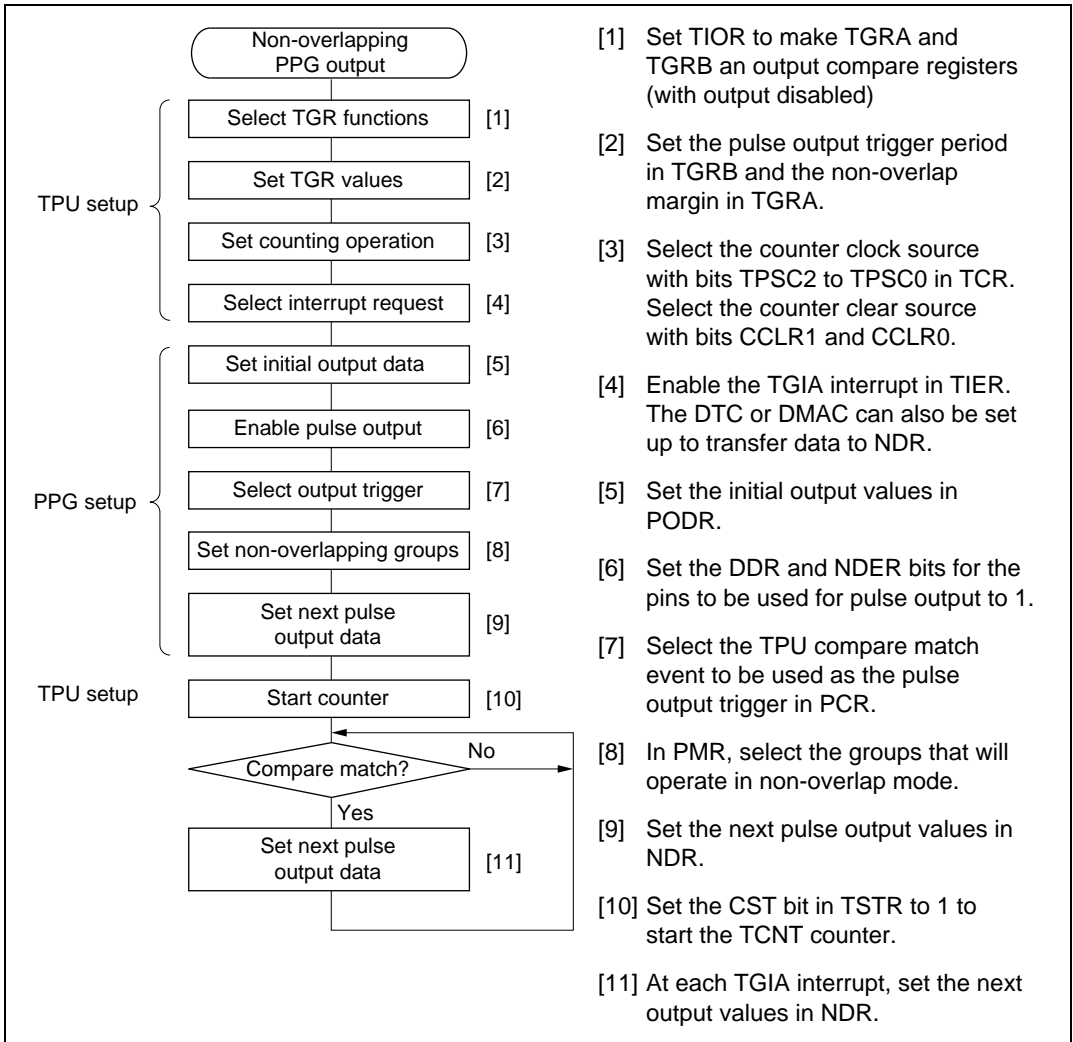 Non-overlapping
PPG output
Select TGR functions [1]
Set TGR values [2]
TPU setup
Set counting operation [3]
Select interrupt request [4]
Set initial output data [5]
Enable pulse output [6]
Select output trigger [7]
PPG setup
Set non-overlapping groups [8]
Set next pulse
output data [9]
TPU setup
Start counter [10]
Compare match? No
Yes
Set next pulse
output data [11]
[1] Set TIOR to make TGRA and
TGRB an output compare registers
(with output disabled)
[2] Set the pulse output trigger period
in TGRB and the non-overlap
margin in TGRA.
[3] Select the counter clock source
with bits TPSC2 to TPSC0 in TCR.
Select the counter clear source
with bits CCLR1 and CCLR0.
[4] Enable the TGIA interrupt in TIER.
The DTC or DMAC can also be set
up to transfer data to NDR.
[5] Set the initial output values in
PODR.
[6] Set the DDR and NDER bits for the
pins to be used for pulse output to 1.
[7] Select the TPU compare match
event to be used as the pulse
output trigger in PCR.
[8] In PMR, select the groups that will
operate in non-overlap mode.
[9] Set the next pulse output values in
NDR.
[10] Set the CST bit in TSTR to 1 to
start the TCNT counter.
[11] At each TGIA interrupt, set the next
output values in NDR.